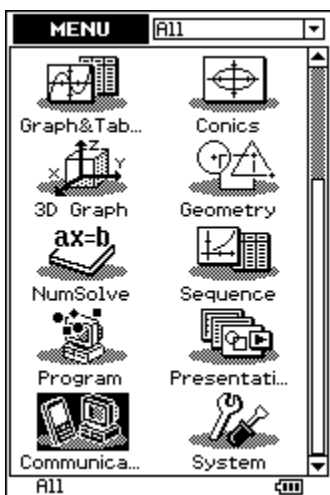 MENU All
Graph&Tab... Conics
Z
X Y
3D Graph Geometry
ax=b
NumSolve Sequence
Program Presentati...
Communica... System
All